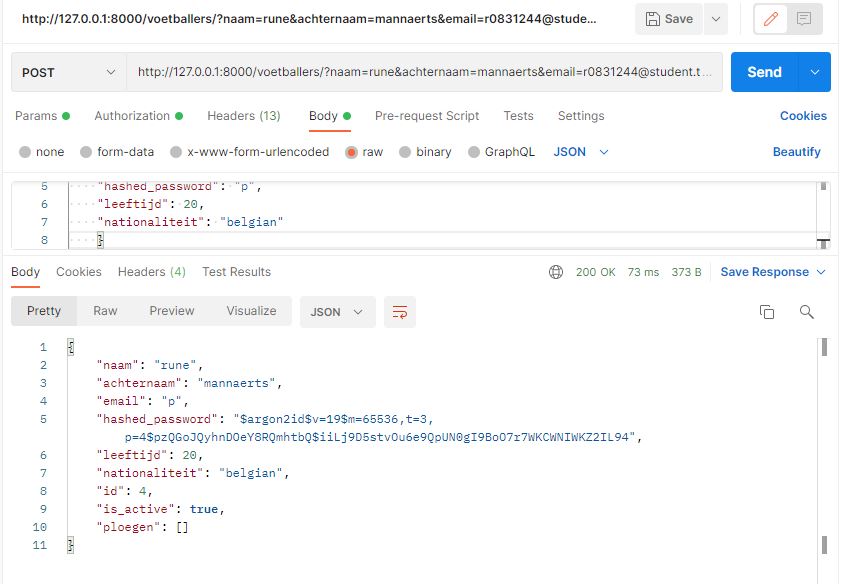 http://127.0.0.1:8000/voetballers/?naam=rune&achternaam=mannaerts&email=r0831244@stude...
Save
POST
http://127.0.0.1:8000/voetballers/?naam=rune&achternaam=mannaerts&email=r0831244@student.t...
Send
Params
Authorization
Headers (13)
Body
Pre-request Script
Tests
Settings
Cookies
none
form-data
x-www-form-urlencoded
raw
binary
GraphQL
JSON
Beautify
5 "hashed_password": "p",
6 "leeftijd": 20,
7 "nationaliteit": "belgian"
8 }
Body
Cookies
Headers (4)
Test Results
200 OK
73 ms
373 B
Save Response
Pretty
Raw
Preview
Visualize
JSON
1 {
2 "naam": "rune",
3 "achternaam": "mannaerts",
4 "email": "p",
5 "hashed_password": "$argon2id$v=19$m=65536,t=3,
p=4$pzQGoJQyhnDOeY8RQmhtbQ$iiLj9D5stvOu6e9QpUN0gI9BoO7r7WKCWNIWKZ2IL94",
6 "leeftijd": 20,
7 "nationaliteit": "belgian",
8 "id": 4,
9 "is_active": true,
10 "ploegen": []
11 }